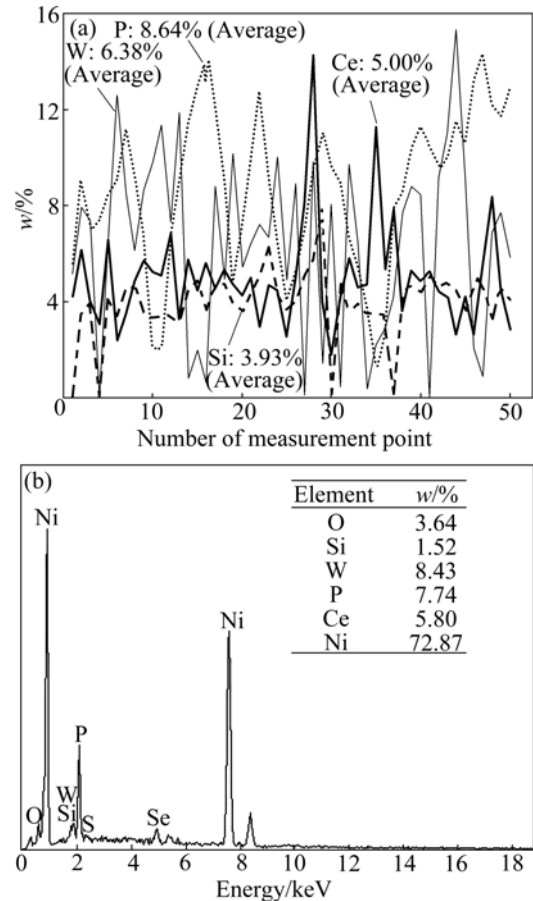 (a)
P: 8.64% (Average)
W: 6.38%
(Average)
Ce: 5.00%
(Average)
Si: 3.93%
(Average)
16
12
8
4
0
w/%
0 10 20 30 40 50
Number of measurement point
(b)
Element w/%
O 3.64
Si 1.52
W 8.43
P 7.74
Ce 5.80
Ni 72.87
Ni
Ni
P
W
O
Si
S
Se
0 2 4 6 8 10 12 14 16 18
Energy/keV